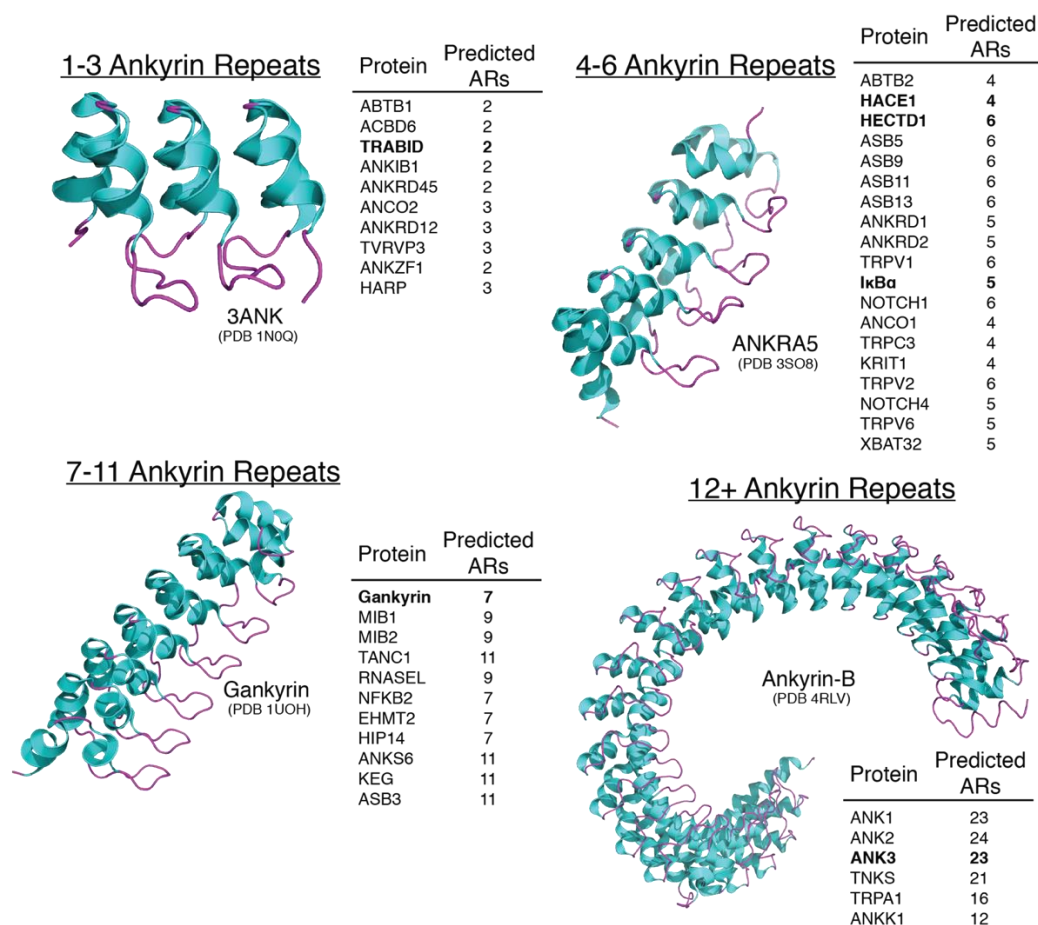 1-3 Ankyrin Repeats
Protein Predicted ARs
ABTB1 2
ACBD6 2
TRABID 2
ANKIB1 2
ANKRD45 2
ANCO2 3
ANKRD12 3
TVRVP3 3
ANKZF1 2
HARP 3
3ANK
(PDB 1N0Q)
4-6 Ankyrin Repeats
Protein Predicted ARs
ABTB2 4
HACE1 4
HECTD1 6
ASB5 6
ASB9 6
ASB11 6
ASB13 6
ANKRD1 5
ANKRD2 5
TRPV1 6
IκBα 5
NOTCH1 6
ANCO1 4
TRPC3 4
KRIT1 4
TRPV2 6
NOTCH4 5
TRPV6 5
XBAT32 5
ANKRA5
(PDB 3SO8)
7-11 Ankyrin Repeats
Protein Predicted ARs
Gankyrin 7
MIB1 9
MIB2 9
TANC1 11
RNASEL 9
NFKB2 7
EHMT2 7
HIP14 7
ANKS6 11
KEG 11
ASB3 11
Gankyrin
(PDB 1UOH)
12+ Ankyrin Repeats
Ankyrin-B
(PDB 4RLV)
Protein Predicted ARs
ANK1 23
ANK2 24
ANK3 23
TNKS 21
TRPA1 16
ANKK1 12